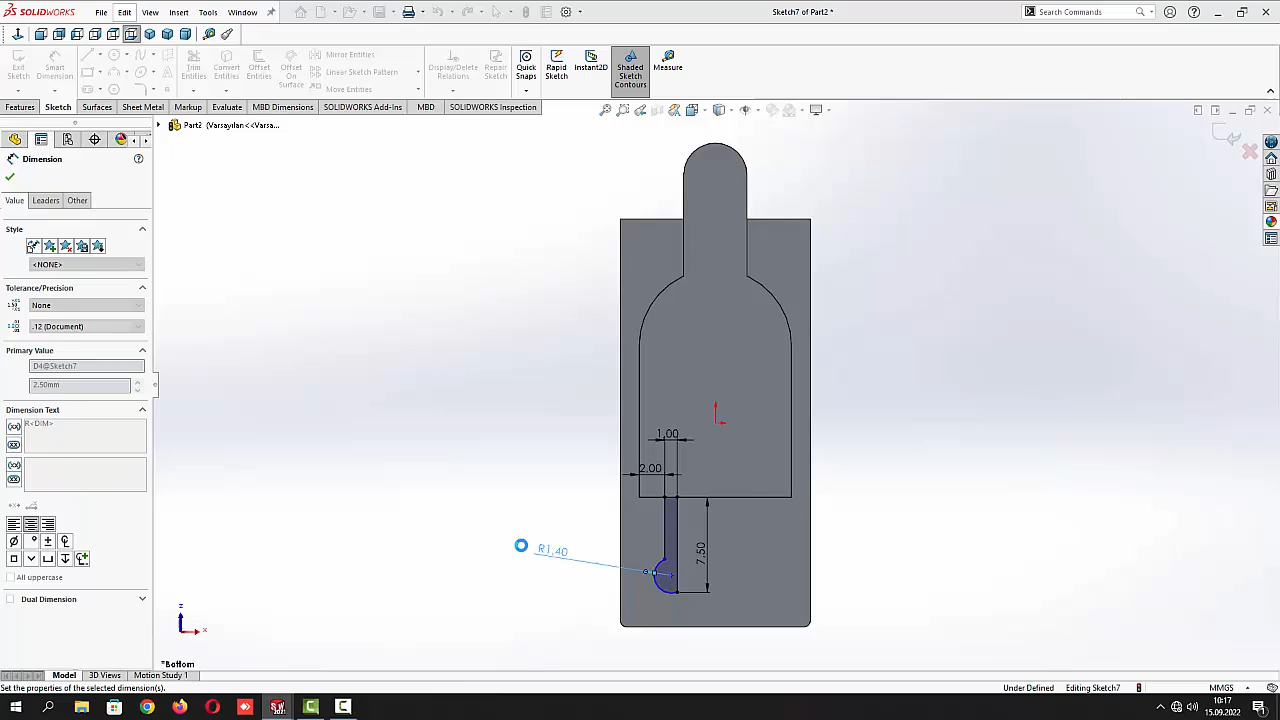 SOLIDWORKS File Edit View Insert Tools Window Sketch7 of Part2 * Search Commands
Exit Sketch Smart Dimension Trim Entities Convert Entities Offset Entities Offset On Surface Mirror Entities Linear Sketch Pattern Move Entities Display/Delete Relations Repair Sketch Quick Snaps Rapid Sketch Instant2D Shaded Sketch Contours Measure
Features Sketch Surfaces Sheet Metal Markup Evaluate MBD Dimensions SOLIDWORKS Add-Ins MBD SOLIDWORKS Inspection
Part2 (Varsayılan<<Varsa...
Dimension
Value Leaders Other
Style
<NONE>
Tolerance/Precision
None
.12 (Document)
Primary Value
D4@Sketch7
2.50mm
Dimension Text
R<DIM>
All uppercase
Dual Dimension
1,00
2,00
R1,40
7,50
z
x
*Bottom
Model 3D Views Motion Study 1
Set the properties of the selected dimension(s). Under Defined Editing Sketch7 MMGS
10:17
15.09.2022